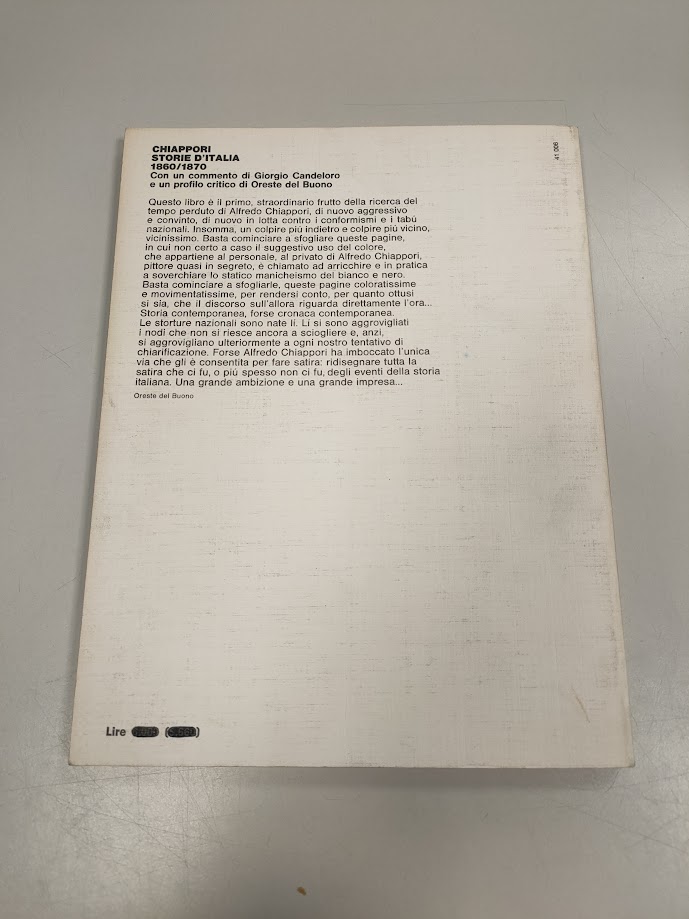 CHIAPPORI
STORIE D'ITALIA
1860/1870
Con un commento di Giorgio Candeloro
e un profilo critico di Oreste del Buono
Questo libro è il primo, straordinario frutto della ricerca del
tempo perduto di Alfredo Chiappori, di nuovo aggressivo
e convinto, di nuovo in lotta contro i conformismi e i tabù
nazionali. Insomma, un colpire più indietro e colpire più vicino,
vicinissimo. Basta cominciare a sfogliare queste pagine,
in cui non certo a caso il suggestivo uso del colore,
che appartiene al personale, al privato di Alfredo Chiappori,
pittore quasi in segreto, è chiamato ad arricchire e in pratica
a soverchiare lo statico manicheismo del bianco e nero.
Basta cominciare a sfogliarle, queste pagine coloratissime
e movimentatissime, per rendersi conto, per quanto ottusi
si sia, che il discorso sull'allora riguarda direttamente l'ora...
Storia contemporanea, forse cronaca contemporanea.
Le storture nazionali sono nate lì. Lì si sono aggrovigliati
i nodi che non si riesce ancora a sciogliere e, anzi,
si aggrovigliano ulteriormente a ogni nostro tentativo di
chiarificazione. Forse Alfredo Chiappori ha imboccato l'unica
via che gli è consentita per fare satira: ridisegnare tutta la
satira che ci fu, o più spesso non ci fu, degli eventi della storia
italiana. Una grande ambizione e una grande impresa...
Oreste del Buono
41 006
Lire